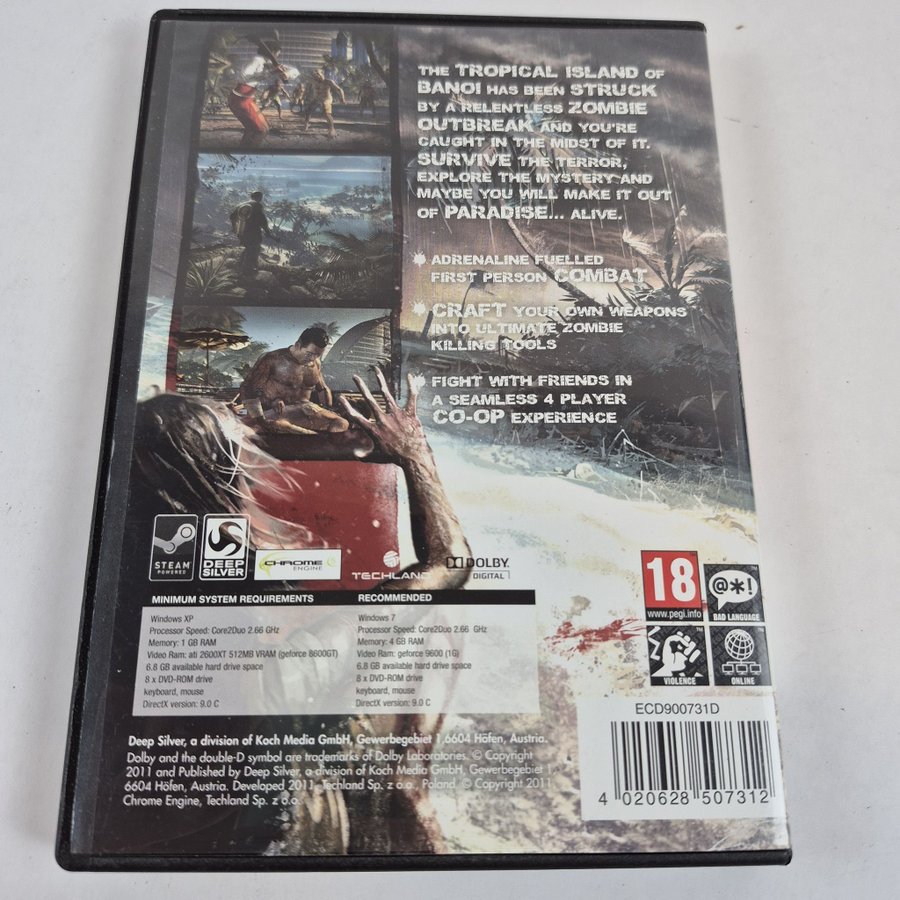 THE TROPICAL ISLAND OF
BANOI HAS BEEN STRUCK
BY A RELENTLESS ZOMBIE
OUTBREAK AND YOU'RE
CAUGHT IN THE MIDST OF IT.
SURVIVE THE TERROR,
EXPLORE THE MYSTERY AND
MAYBE YOU WILL MAKE IT OUT
OF PARADISE... ALIVE.
ADRENALINE FUELLED
FIRST PERSON COMBAT
CRAFT YOUR OWN WEAPONS
INTO ULTIMATE ZOMBIE
KILLING TOOLS
FIGHT WITH FRIENDS IN
A SEAMLESS 4 PLAYER
CO-OP EXPERIENCE
STEAM
POWERED
DEEP
SILVER
CHROME
ENGINE
TECHLAND
DOLBY
DIGITAL
18
www.pegi.info
@*!
BAD LANGUAGE
VIOLENCE
ONLINE
MINIMUM SYSTEM REQUIREMENTS
Windows XP
Processor Speed: Core2Duo 2.66 GHz
Memory: 1 GB RAM
Video Ram: ati 2600XT 512MB VRAM (geforce 8600GT)
6.8 GB available hard drive space
8 x DVD-ROM drive
keyboard, mouse
DirectX version: 9.0 C
RECOMMENDED
Windows 7
Processor Speed: Core2Duo 2.66 GHz
Memory: 4 GB RAM
Video Ram: geforce 9600 (1G)
6.8 GB available hard drive space
8 x DVD-ROM drive
keyboard, mouse
DirectX version: 9.0 C
Deep Silver, a division of Koch Media GmbH, Gewerbegebiet 1,6604 Höfen, Austria.
Dolby and the double-D symbol are trademarks of Dolby Laboratories. © Copyright
2011 and Published by Deep Silver, a division of Koch Media GmbH, Gewerbegebiet 1,
6604 Höfen, Austria. Developed 2011, Techland Sp. z o.o., Poland. © Copyright 2011
Chrome Engine, Techland Sp. z o.o.
ECD900731D
4 020628 507312